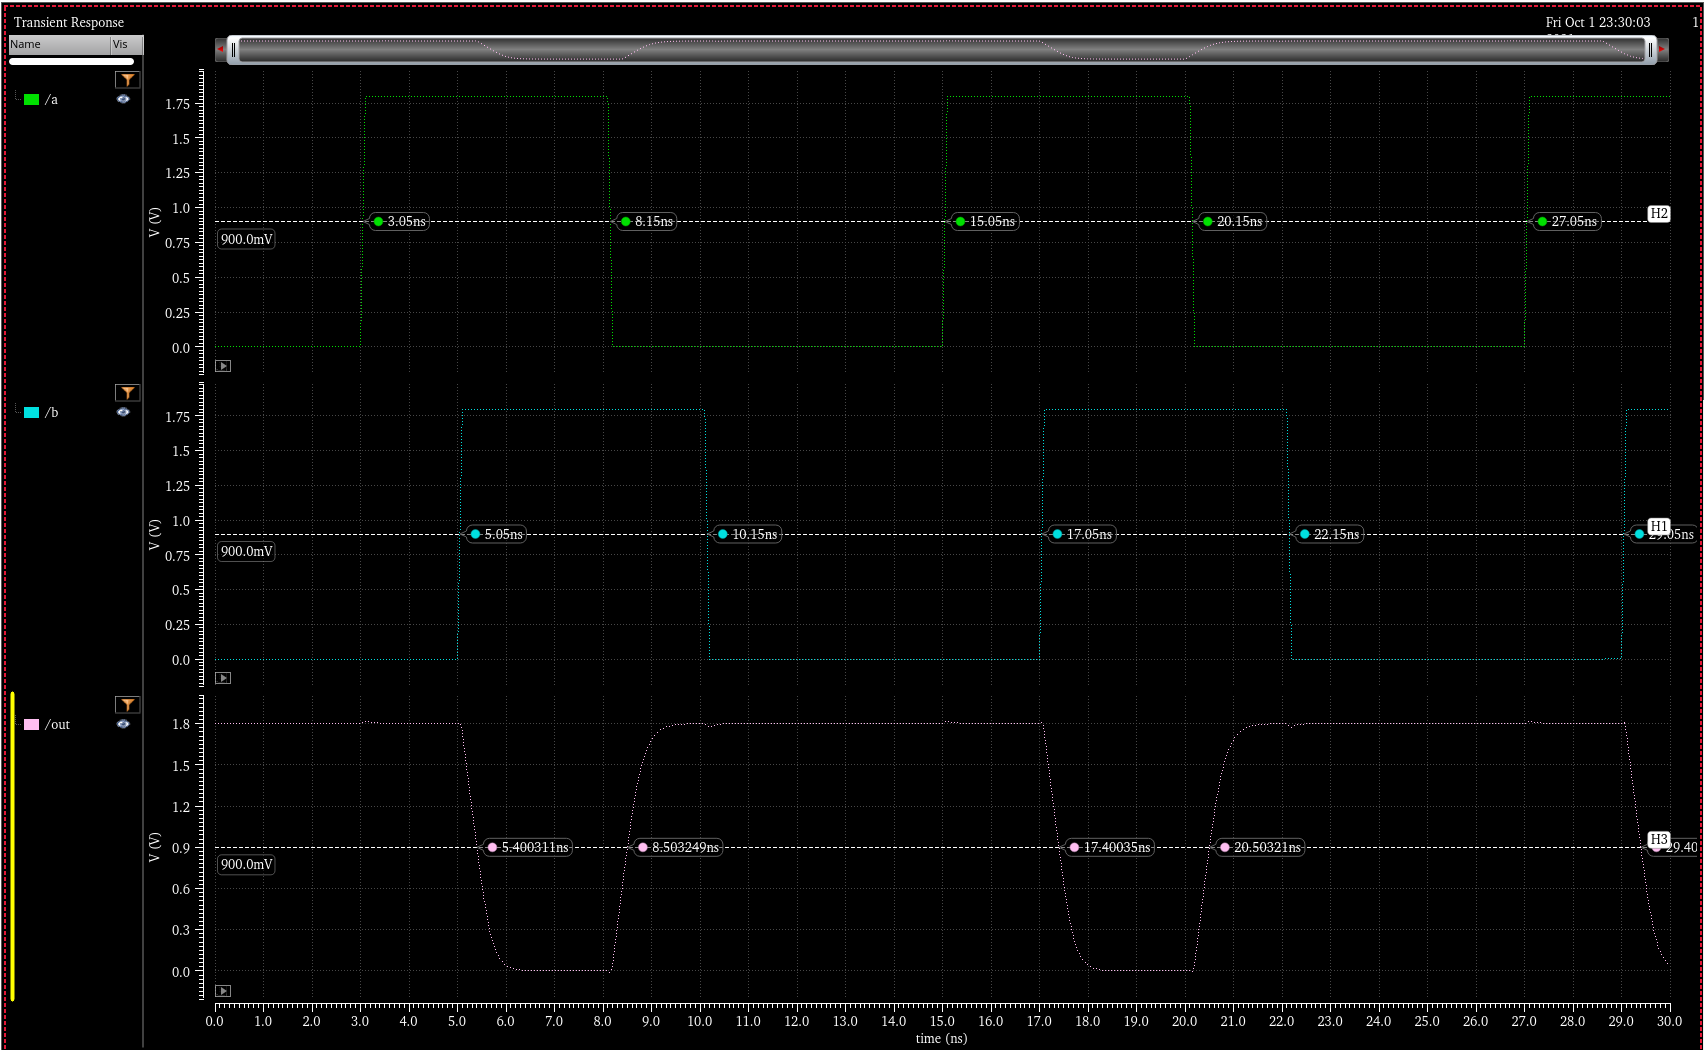 Transient Response
Fri Oct 1 23:30:03
1
Name Vis
/a
V (V)
1.75
1.5
1.25
1.0
0.75
0.5
0.25
0.0
900.0mV
3.05ns 8.15ns 15.05ns 20.15ns 27.05ns
H2
/b
V (V)
1.75
1.5
1.25
1.0
0.75
0.5
0.25
0.0
900.0mV
5.05ns 10.15ns 17.05ns 22.15ns 29.05ns
H1
/out
V (V)
1.8
1.5
1.2
0.9
0.6
0.3
0.0
900.0mV
5.400311ns 8.503249ns 17.40035ns 20.50321ns 29.40
H3
0.0 1.0 2.0 3.0 4.0 5.0 6.0 7.0 8.0 9.0 10.0 11.0 12.0 13.0 14.0 15.0 16.0 17.0 18.0 19.0 20.0 21.0 22.0 23.0 24.0 25.0 26.0 27.0 28.0 29.0 30.0
time (ns)